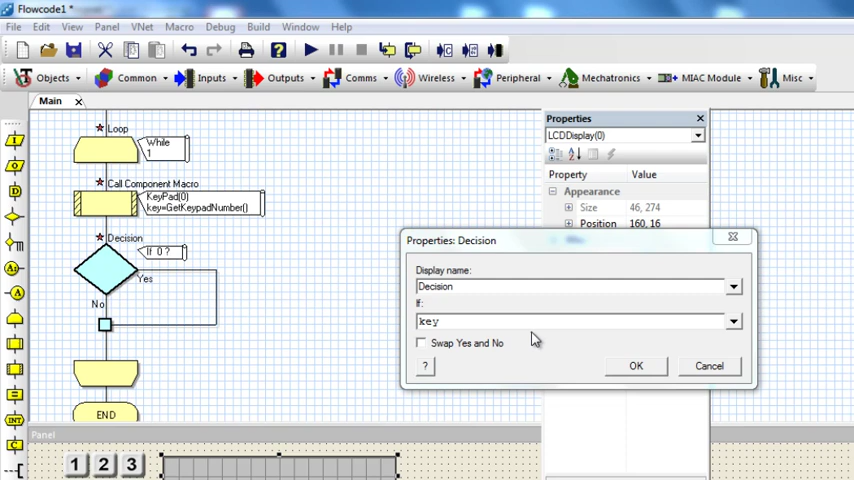 Flowcode1 *
File Edit View Panel VNet Macro Debug Build Window Help
Objects Common Inputs Outputs Comms Wireless Peripheral Mechatronics MIAC Module Misc
Main
Loop
While
1
Call Component Macro
KeyPad(0)
key=GetKeypadNumber()
Decision
If 0 ?
Yes
No
END
Properties
LCDDisplay(0)
Property Value
Appearance
Size 46, 274
Position 160, 16
Properties: Decision
Display name:
Decision
If:
key
Swap Yes and No
? OK Cancel
Panel
1 2 3